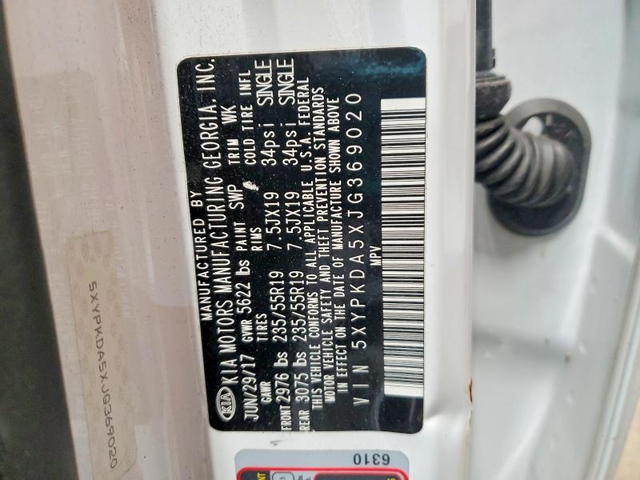 MANUFACTURED BY
KIA KIA MOTORS MANUFACTURING GEORGIA, INC.
JUN/29/17 GVWR 5622 lbs PAINT SWP TRIM WK
GAWR TIRES RIMS COLD TIRE INFL
FRONT 2976 lbs 235/55R19 7.5JX19 34psi SINGLE
REAR 3075 lbs 235/55R19 7.5JX19 34psi SINGLE
THIS VEHICLE CONFORMS TO ALL APPLICABLE U.S.A. FEDERAL
MOTOR VEHICLE SAFETY AND THEFT PREVENTION STANDARDS
IN EFFECT ON THE DATE OF MANUFACTURE SHOWN ABOVE
VIN 5XYPKDA5XJG369020
MPV
5XYPKDA5XJG369020
6310